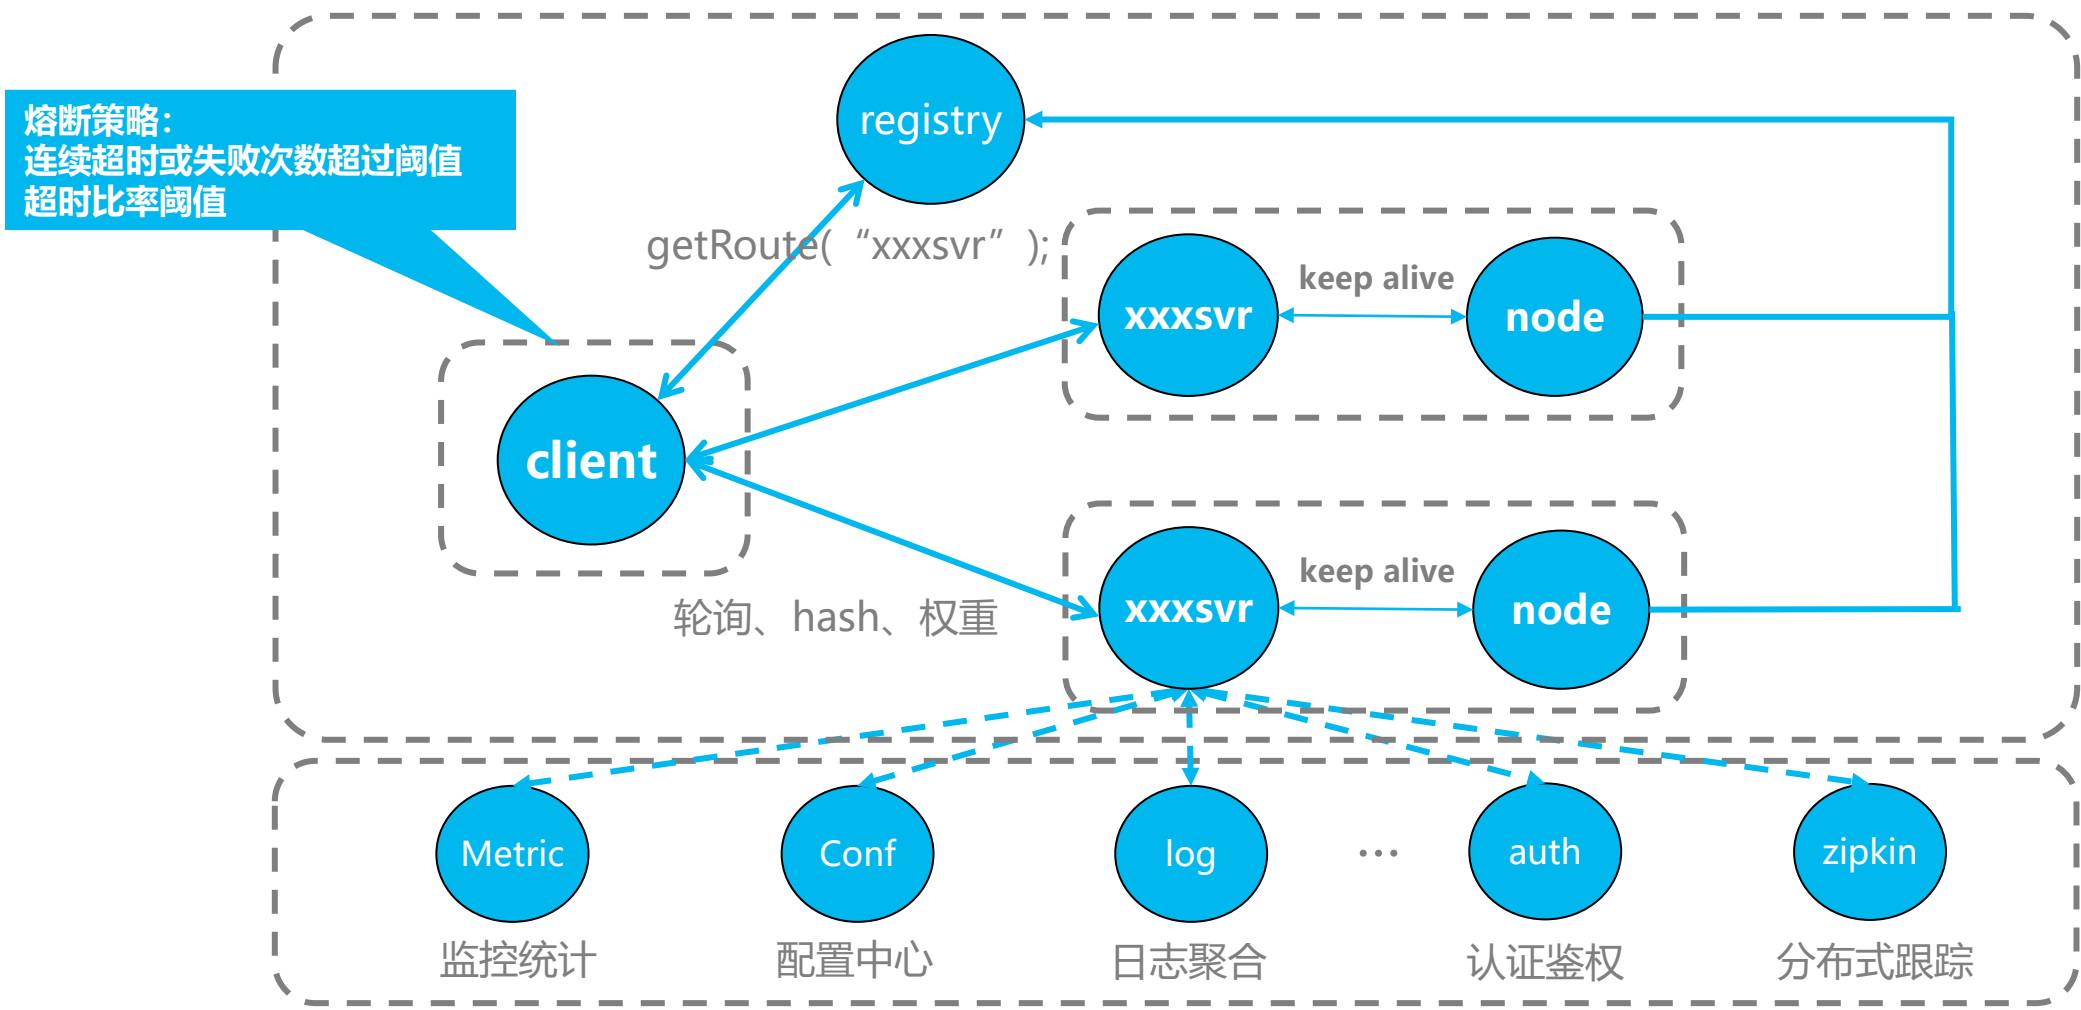 registry
熔断策略：
连续超时或失败次数超过阈值
超时比率阈值
getRoute( “xxxsvr” );
xxxsvr
keep alive
node
client
xxxsvr
keep alive
node
轮询、hash、权重
Metric
Conf
log
...
auth
zipkin
监控统计
配置中心
日志聚合
认证鉴权
分布式跟踪